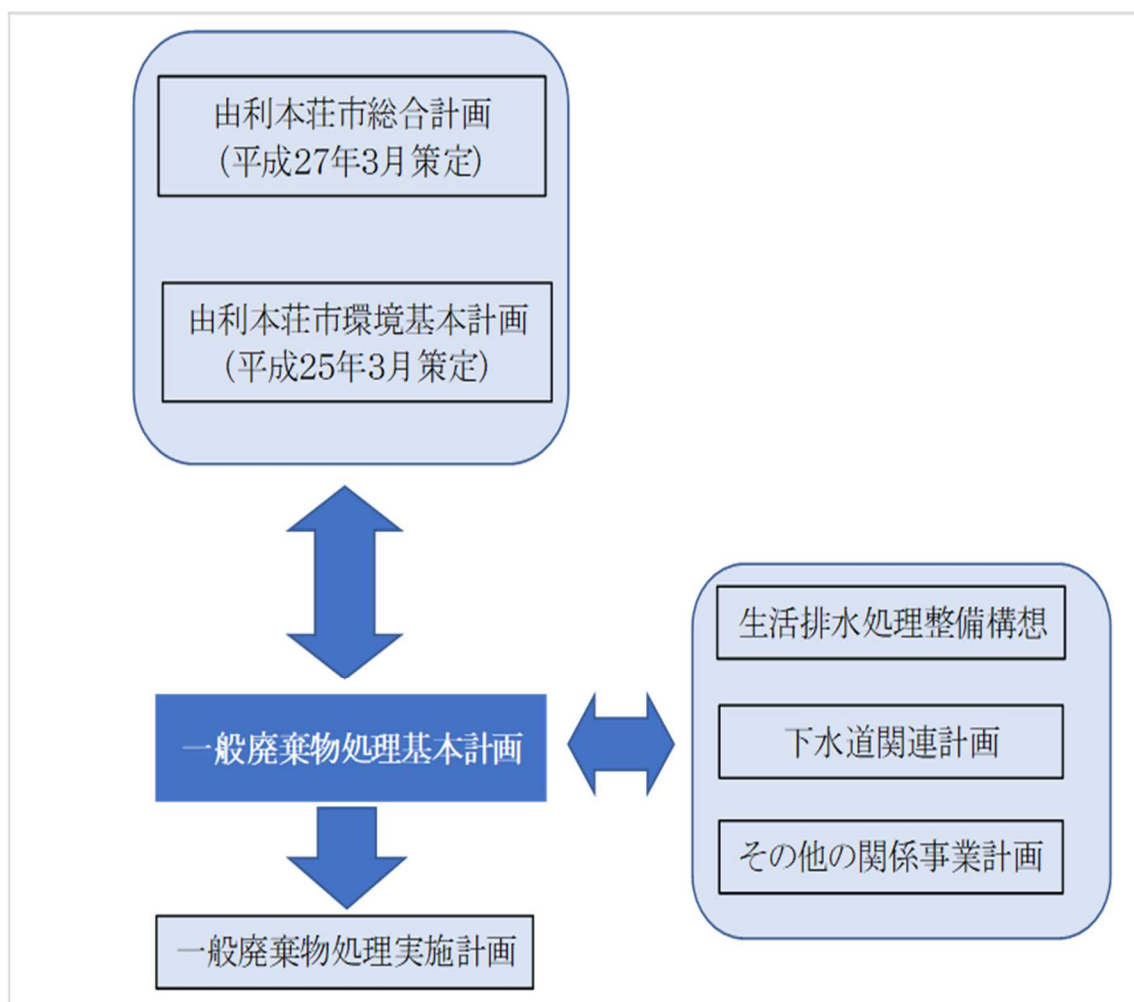 由利本荘市総合計画
(平成27年3月策定)
由利本荘市環境基本計画
(平成25年3月策定)
一般廃棄物処理基本計画
生活排水処理整備構想
下水道関連計画
その他の関係事業計画
一般廃棄物処理実施計画